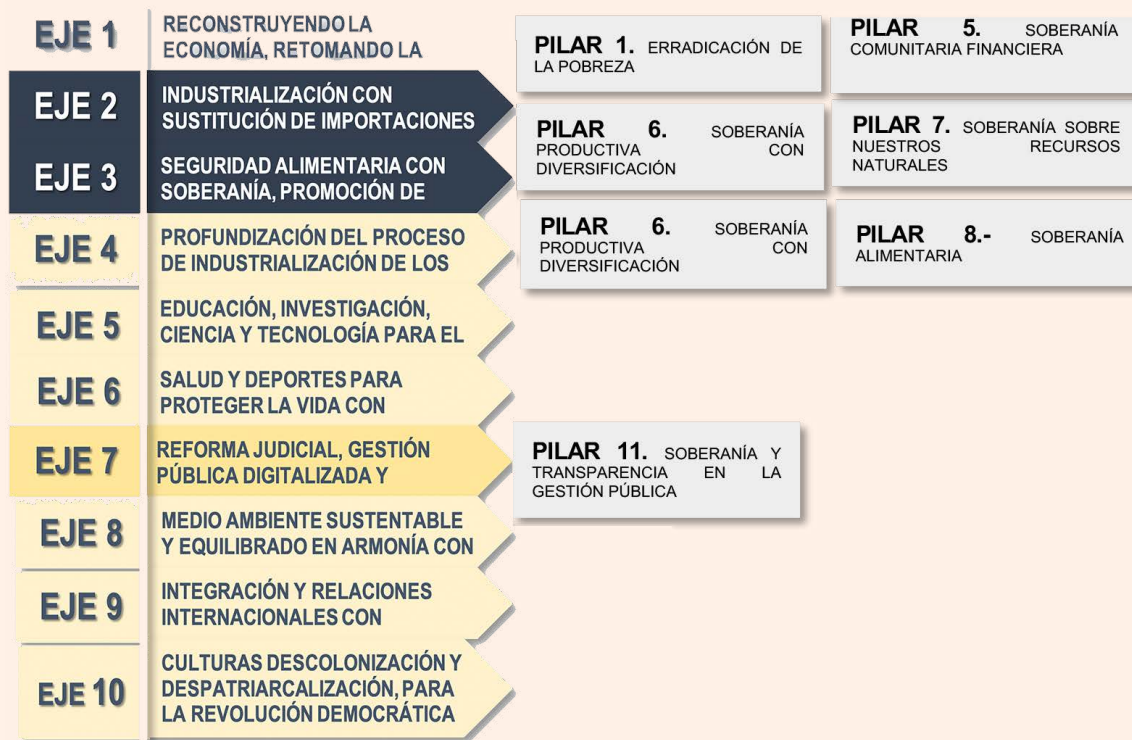 EJE 1
RECONSTRUYENDO LA
ECONOMÍA, RETOMANDO LA
EJE 2
INDUSTRIALIZACIÓN CON
SUSTITUCIÓN DE IMPORTACIONES
EJE 3
SEGURIDAD ALIMENTARIA CON
SOBERANÍA, PROMOCIÓN DE
EJE 4
PROFUNDIZACIÓN DEL PROCESO
DE INDUSTRIALIZACIÓN DE LOS
EJE 5
EDUCACIÓN, INVESTIGACIÓN,
CIENCIA Y TECNOLOGÍA PARA EL
EJE 6
SALUD Y DEPORTES PARA
PROTEGER LA VIDA CON
EJE 7
REFORMA JUDICIAL, GESTIÓN
PÚBLICA DIGITALIZADA Y
EJE 8
MEDIO AMBIENTE SUSTENTABLE
Y EQUILIBRADO EN ARMONÍA CON
EJE 9
INTEGRACIÓN Y RELACIONES
INTERNACIONALES CON
EJE 10
CULTURAS DESCOLONIZACIÓN Y
DESPATRIARCALIZACIÓN, PARA
LA REVOLUCIÓN DEMOCRÁTICA
PILAR 1. ERRADICACIÓN DE
LA POBREZA
PILAR 5. SOBERANÍA
COMUNITARIA FINANCIERA
PILAR 6. SOBERANÍA
PRODUCTIVA CON
DIVERSIFICACIÓN
PILAR 7. SOBERANÍA SOBRE
NUESTROS RECURSOS
NATURALES
PILAR 6. SOBERANÍA
PRODUCTIVA CON
DIVERSIFICACIÓN
PILAR 8.- SOBERANÍA
ALIMENTARIA
PILAR 11. SOBERANÍA Y
TRANSPARENCIA EN LA
GESTIÓN PÚBLICA